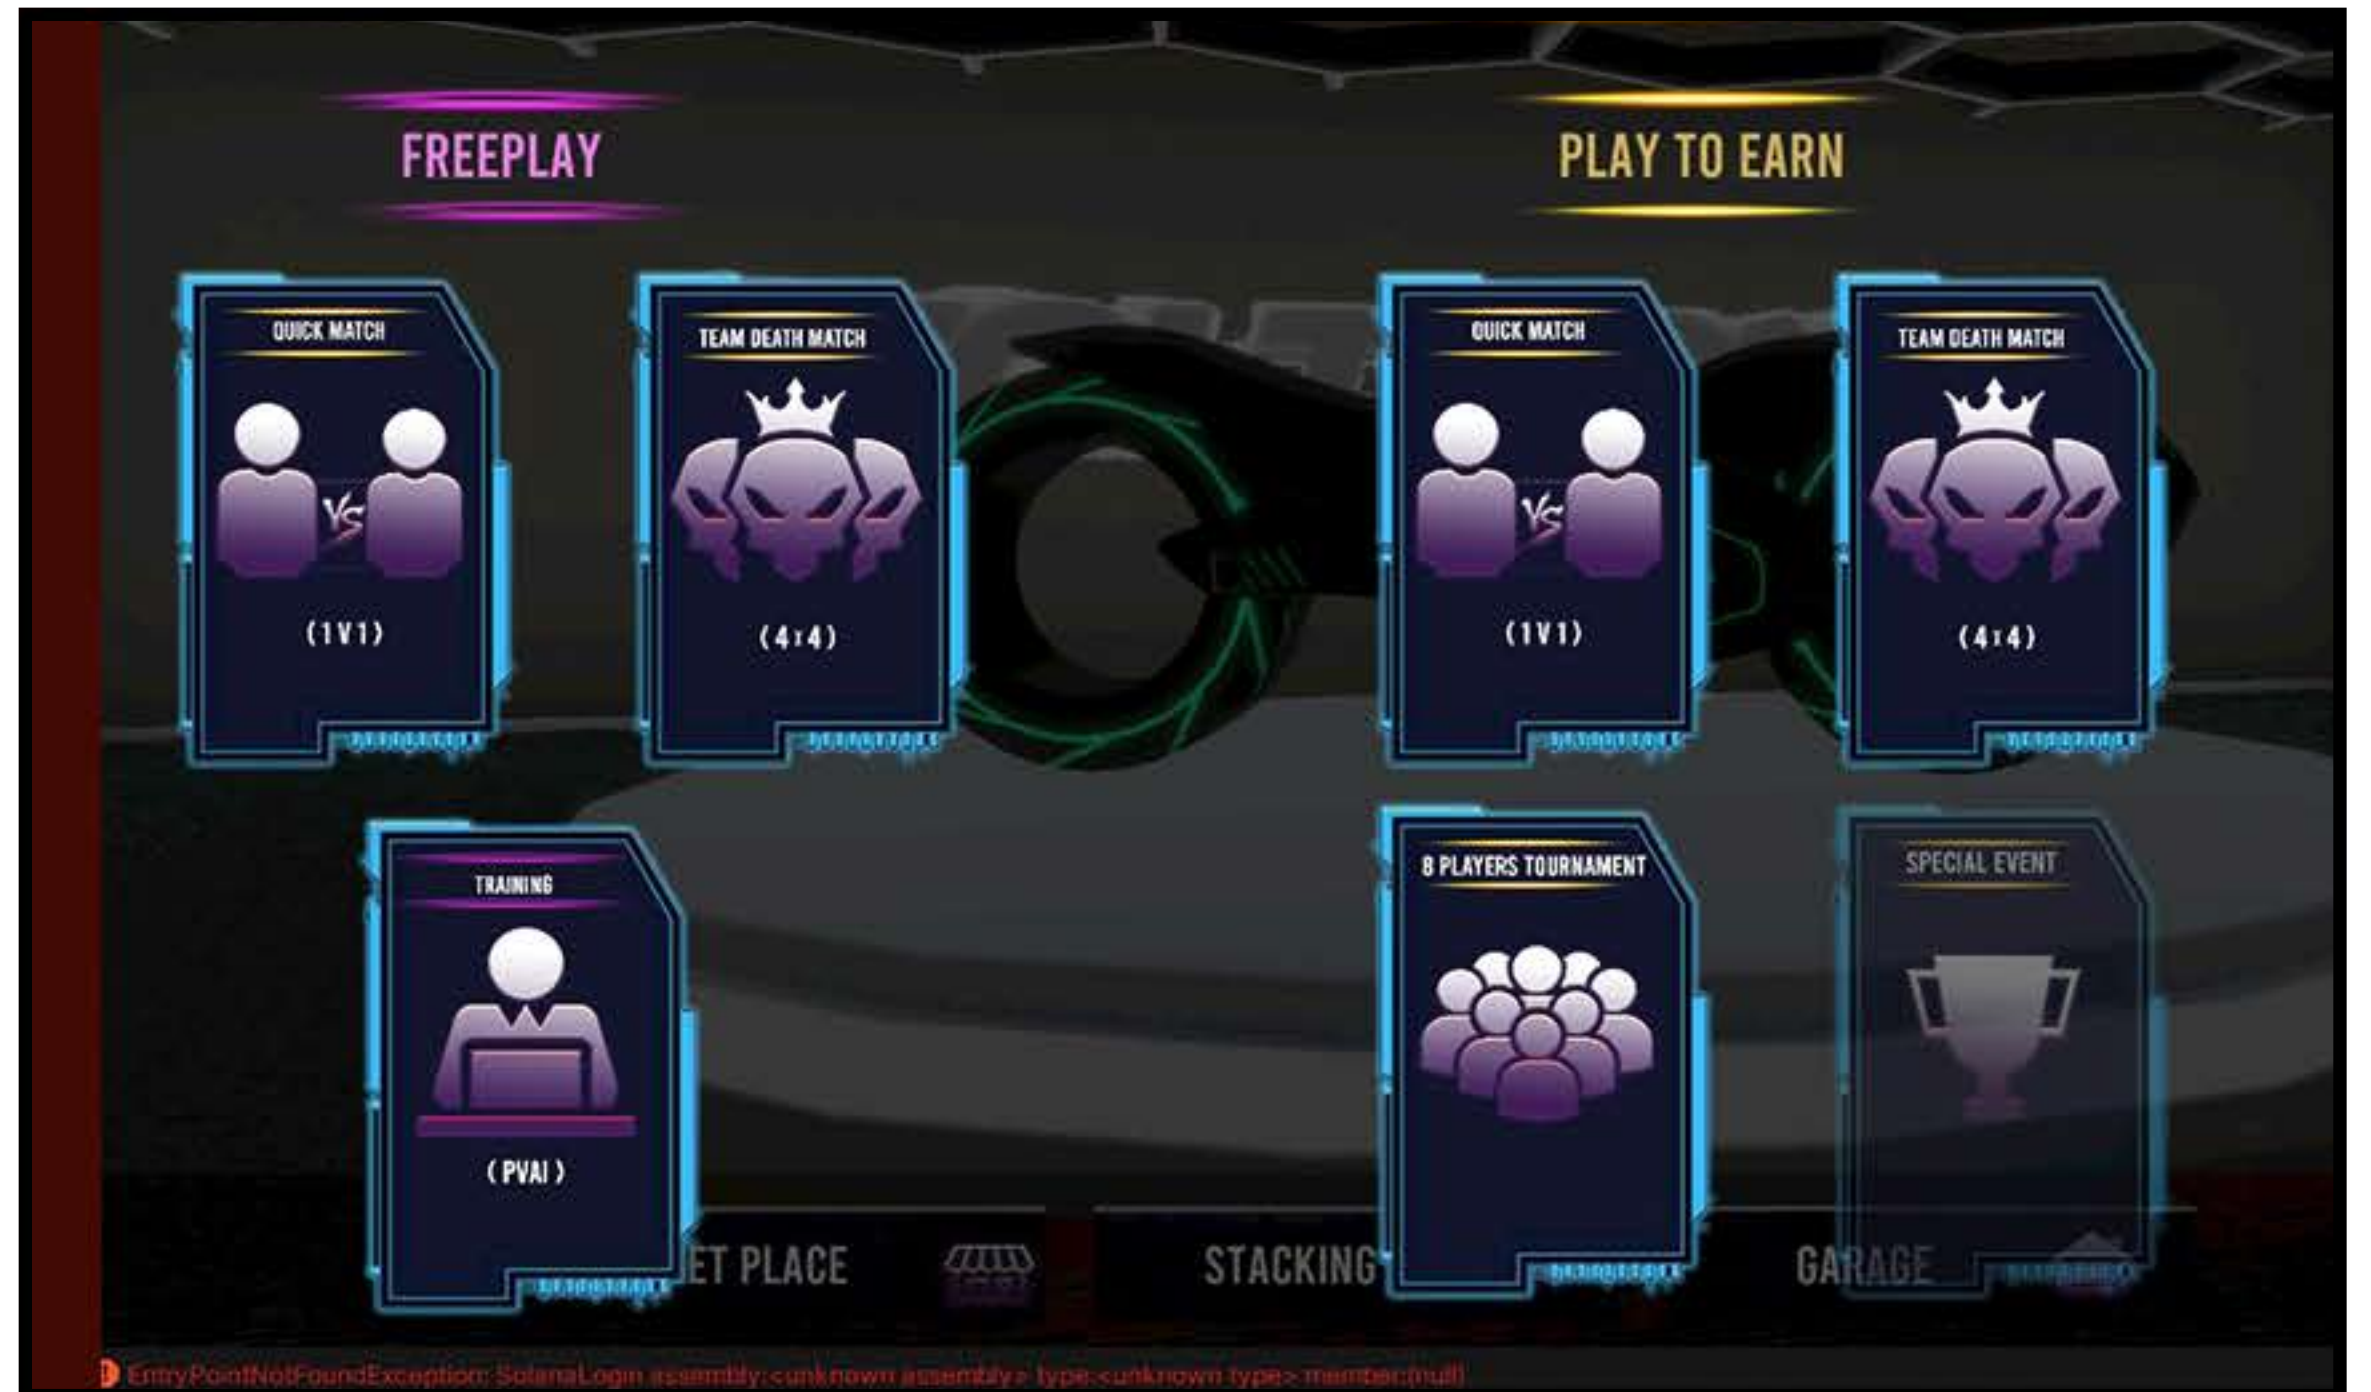 FREEPLAY
PLAY TO EARN
QUICK MATCH
TEAM DEATH MATCH
QUICK MATCH
TEAM DEATH MATCH
VS
VS
(1V1)
(4x4)
(1V1)
(4x4)
TRAINING
8 PLAYERS TOURNAMENT
SPECIAL EVENT
(PVAI)
ET PLACE
STACKING
GARAGE
EntryPointNotFoundException: SolanaLogin assembly:<unknown assembly> type:<unknown type> member:(null)